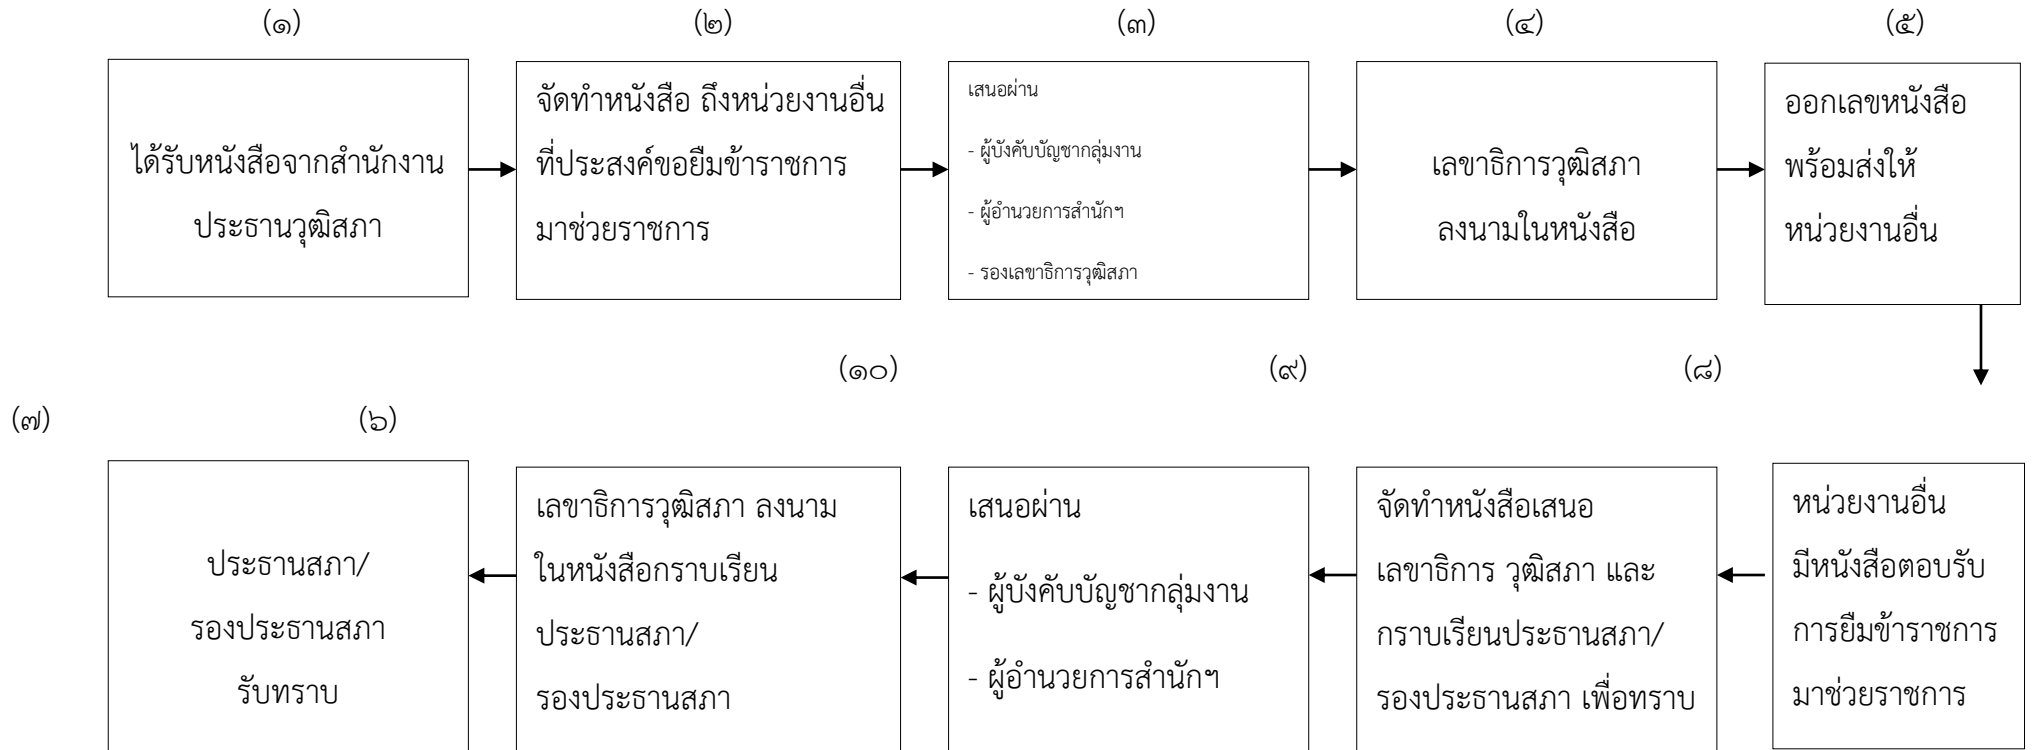 (๑)
(๒)
(๓)
(๔)
(๕)
ได้รับหนังสือจากสำนักงาน
ประธานวุฒิสภา
จัดทำหนังสือ ถึงหน่วยงานอื่น
ที่ประสงค์ขอยืมข้าราชการ
มาช่วยราชการ
เสนอผ่าน
- ผู้บังคับบัญชากลุ่มงาน
- ผู้อำนวยการสำนักฯ
- รองเลขาธิการวุฒิสภา
เลขาธิการวุฒิสภา
ลงนามในหนังสือ
ออกเลขหนังสือ
พร้อมส่งให้
หน่วยงานอื่น
(๑๐)
(๙)
(๘)
(๗)
(๖)
ประธานสภา/
รองประธานสภา
รับทราบ
เลขาธิการวุฒิสภา ลงนาม
ในหนังสือกราบเรียน
ประธานสภา/
รองประธานสภา
เสนอผ่าน
- ผู้บังคับบัญชากลุ่มงาน
- ผู้อำนวยการสำนักฯ
จัดทำหนังสือเสนอ
เลขาธิการ วุฒิสภา และ
กราบเรียนประธานสภา/
รองประธานสภา เพื่อทราบ
หน่วยงานอื่น
มีหนังสือตอบรับ
การยืมข้าราชการ
มาช่วยราชการ